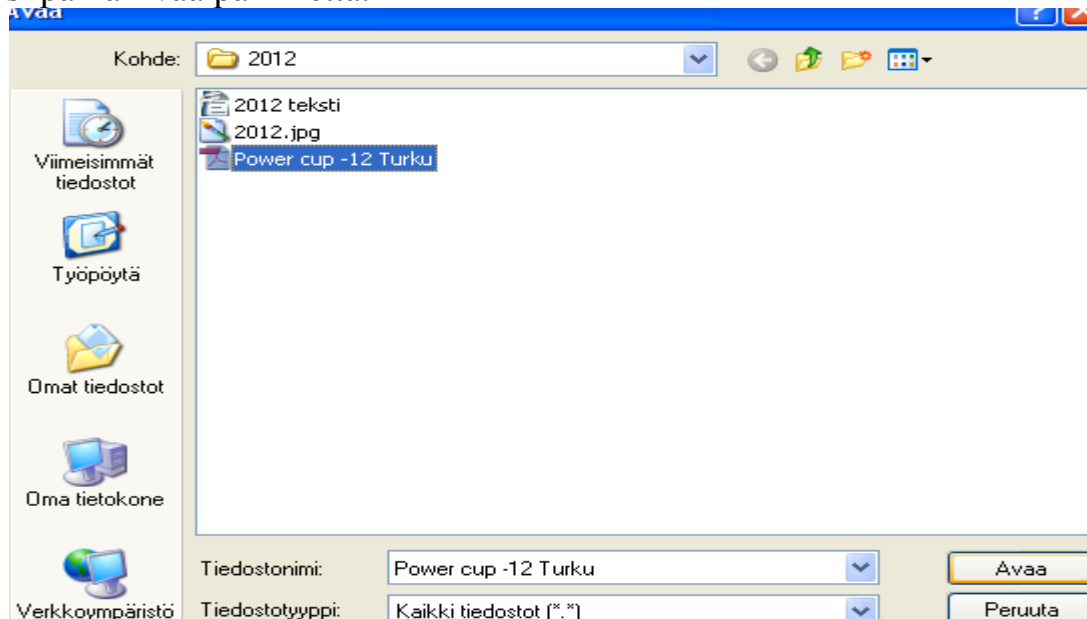 Avaa
Kohde: 2012
2012 teksti
2012.jpg
Power cup -12 Turku
Viimeisimmät
tiedostot
Työpöytä
Omat tiedostot
Oma tietokone
Verkkoympäristö
Tiedostonimi: Power cup -12 Turku Avaa
Tiedostotyyppi: Kaikki tiedostot (*.*) Peruuta